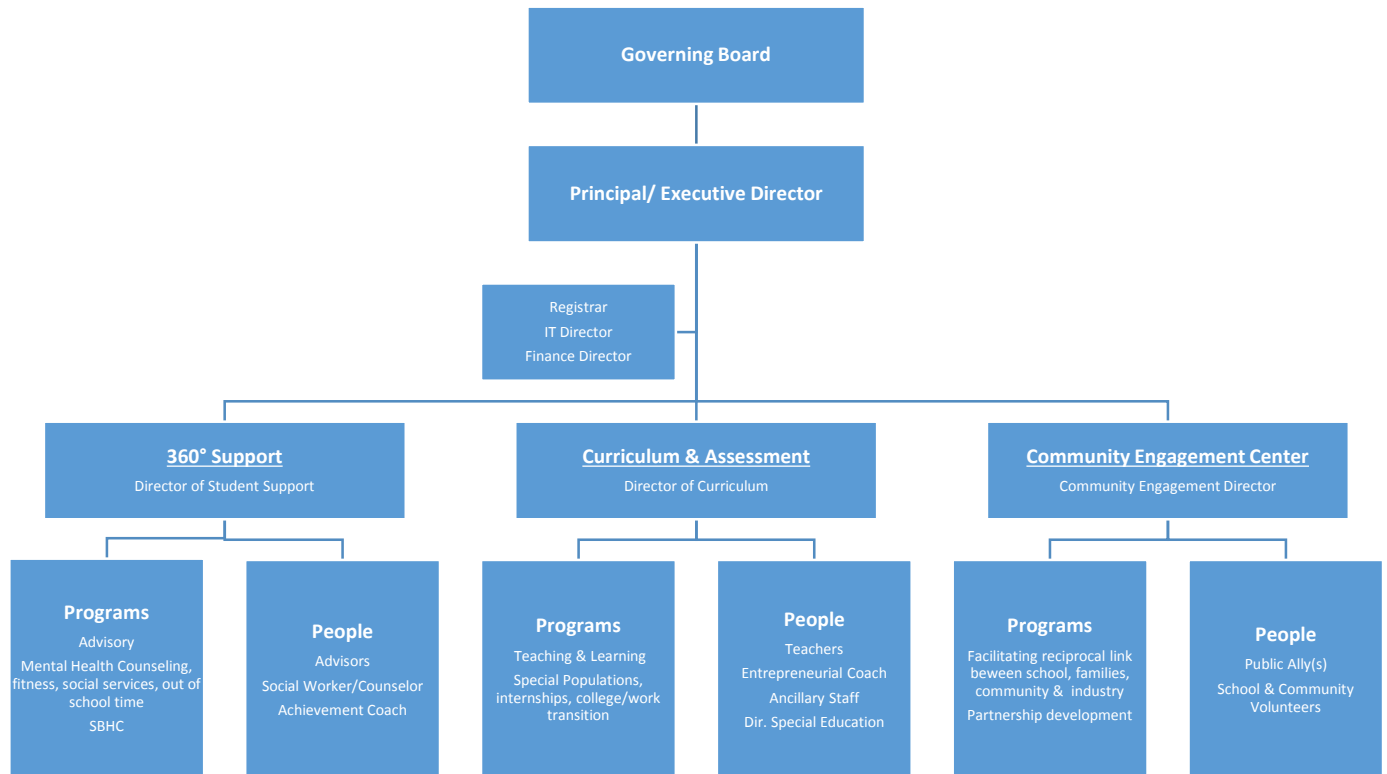 Governing Board
Principal/ Executive Director
Registrar
IT Director
Finance Director
360° Support
Director of Student Support
Curriculum & Assessment
Director of Curriculum
Community Engagement Center
Community Engagement Director
Programs
Advisory
Mental Health Counseling,
fitness, social services, out of
school time
SBHC
People
Advisors
Social Worker/Counselor
Achievement Coach
Programs
Teaching & Learning
Special Populations,
internships, college/work
transition
People
Teachers
Entrepreneurial Coach
Ancillary Staff
Dir. Special Education
Programs
Facilitating reciprocal link
beween school, families,
community & industry
Partnership development
People
Public Ally(s)
School & Community
Volunteers